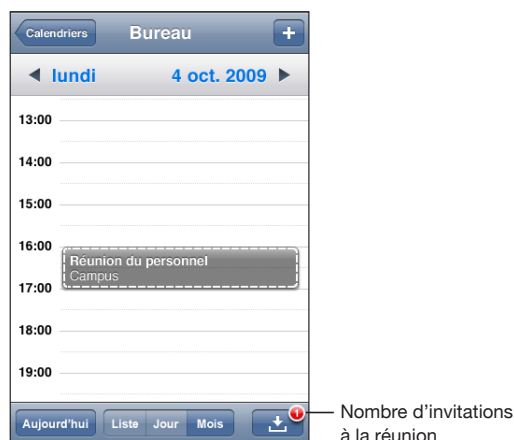 Calendriers Bureau +
lundi 4 oct. 2009
13:00
14:00
15:00
16:00
Réunion du personnel
Campus
17:00
18:00
19:00
Aujourd'hui Liste Jour Mois 1
Nombre d’invitations
à la réunion